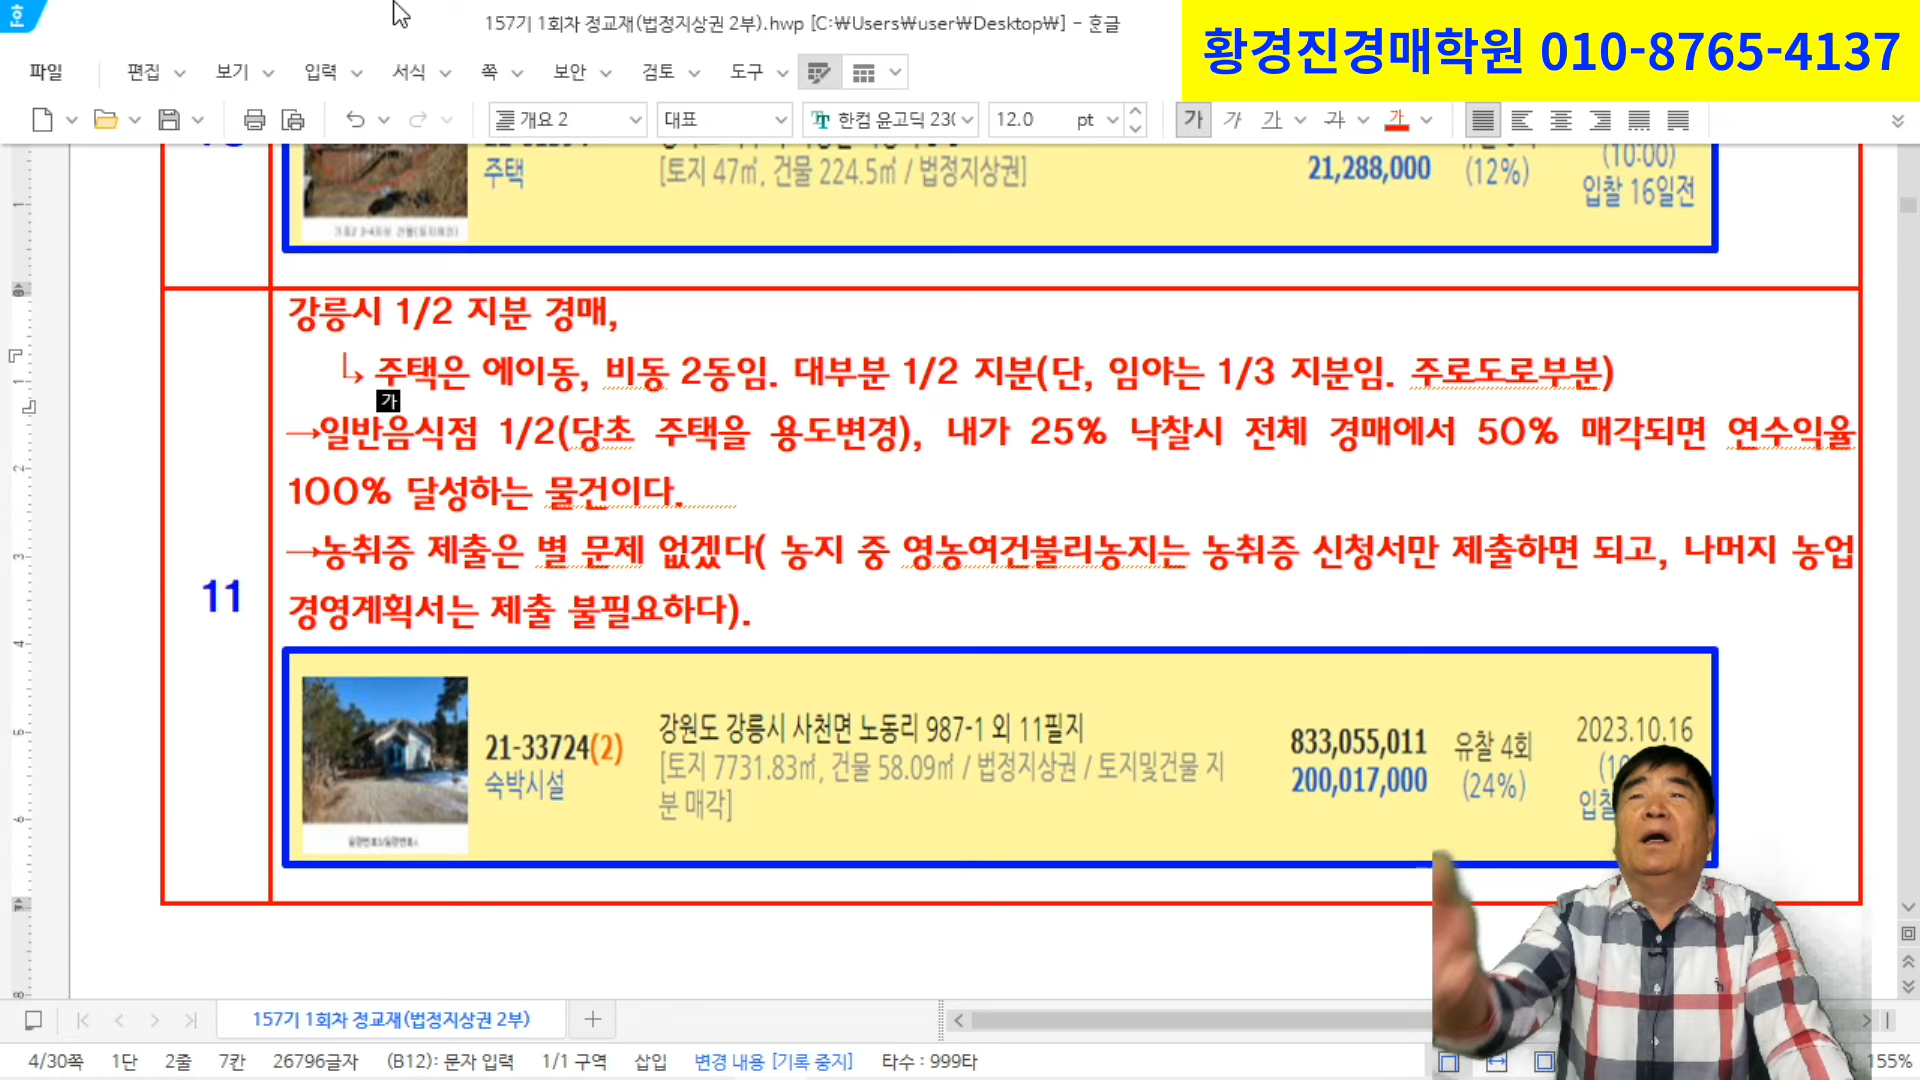 157기 1회차 정교재(법정지상권 2부).hwp [C:₩Users₩user₩Desktop₩] - 한글
황경진경매학원 010-8765-4137
파일 편집 보기 입력 서식 쪽 보안 검토 도구
개요 2 대표 한컴 윤고딕 230 12.0 pt 가 가 가 가 가
주택 [토지 47㎡, 건물 224.5㎡ / 법정지상권] 21,288,000 (12%) (10:00)
입찰 16일전
강릉시 1/2 지분 경매,
주택은 에이동, 비동 2동임. 대부분 1/2 지분(단, 임야는 1/3 지분임. 주로도로부분)
가
→일반음식점 1/2(당초 주택을 용도변경), 내가 25% 낙찰시 전체 경매에서 50% 매각되면 연수익율
100% 달성하는 물건이다.
→농취증 제출은 별 문제 없겠다( 농지 중 영농여건불리농지는 농취증 신청서만 제출하면 되고, 나머지 농업
경영계획서는 제출 불필요하다).
11
21-33724(2)
숙박시설
강원도 강릉시 사천면 노동리 987-1 외 11필지
[토지 7731.83㎡, 건물 58.09㎡ / 법정지상권 / 토지및건물 지
분 매각]
833,055,011
200,017,000
유찰 4회
(24%)
2023.10.16
157기 1회차 정교재(법정지상권 2부)
4/30쪽 1단 2줄 7칸 26796글자 (B12): 문자 입력 1/1 구역 삽입 변경 내용 [기록 중지] 타수 : 999타 155%